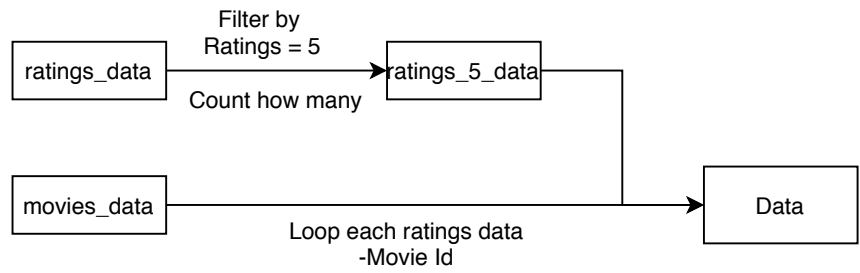 Filter by
Ratings = 5
ratings_data
ratings_5_data
Count how many
movies_data
Data
Loop each ratings data
-Movie Id